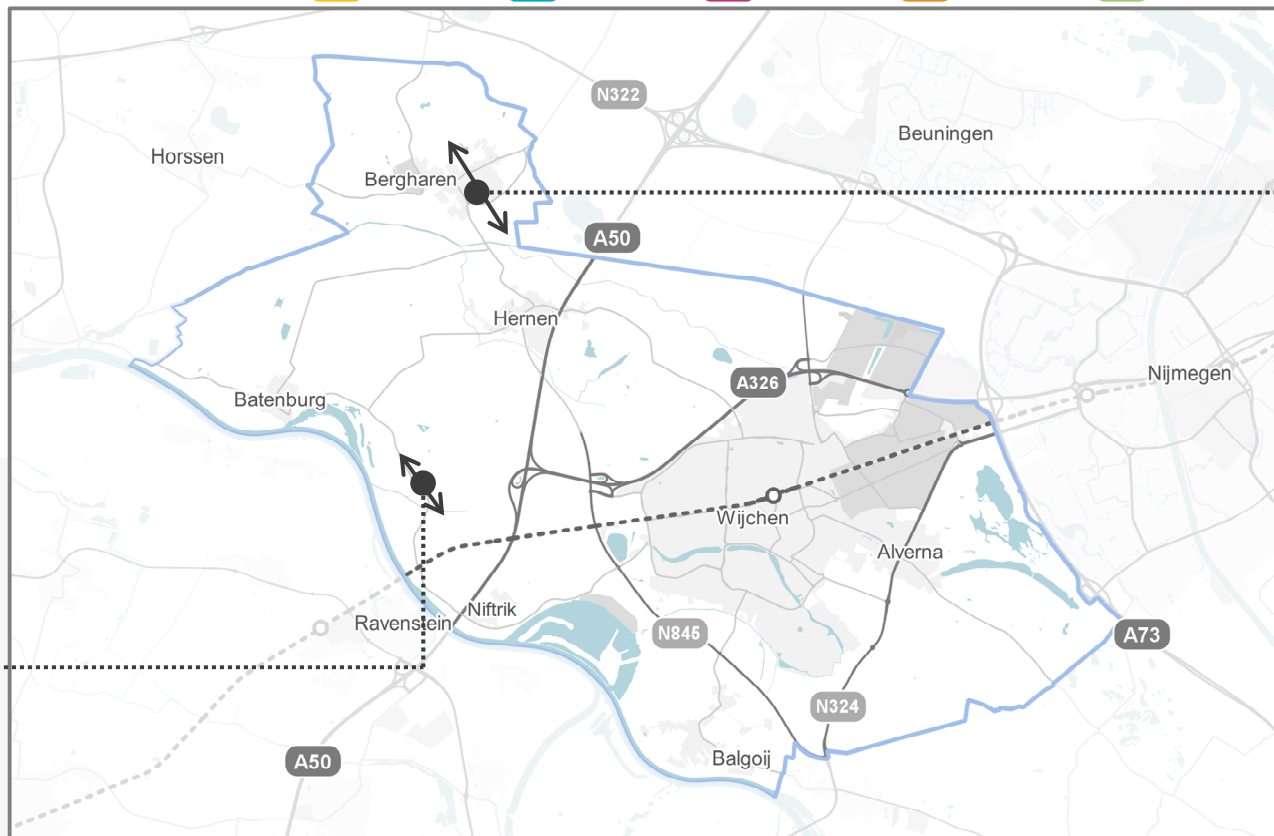 N322
Beuningen
Horssen
Bergharen
A50
Hernen
Nijmegen
A326
Batenburg
Wijchen
Alverna
Niftrik
Ravenstein
N845
A73
N324
Balgoij
A50